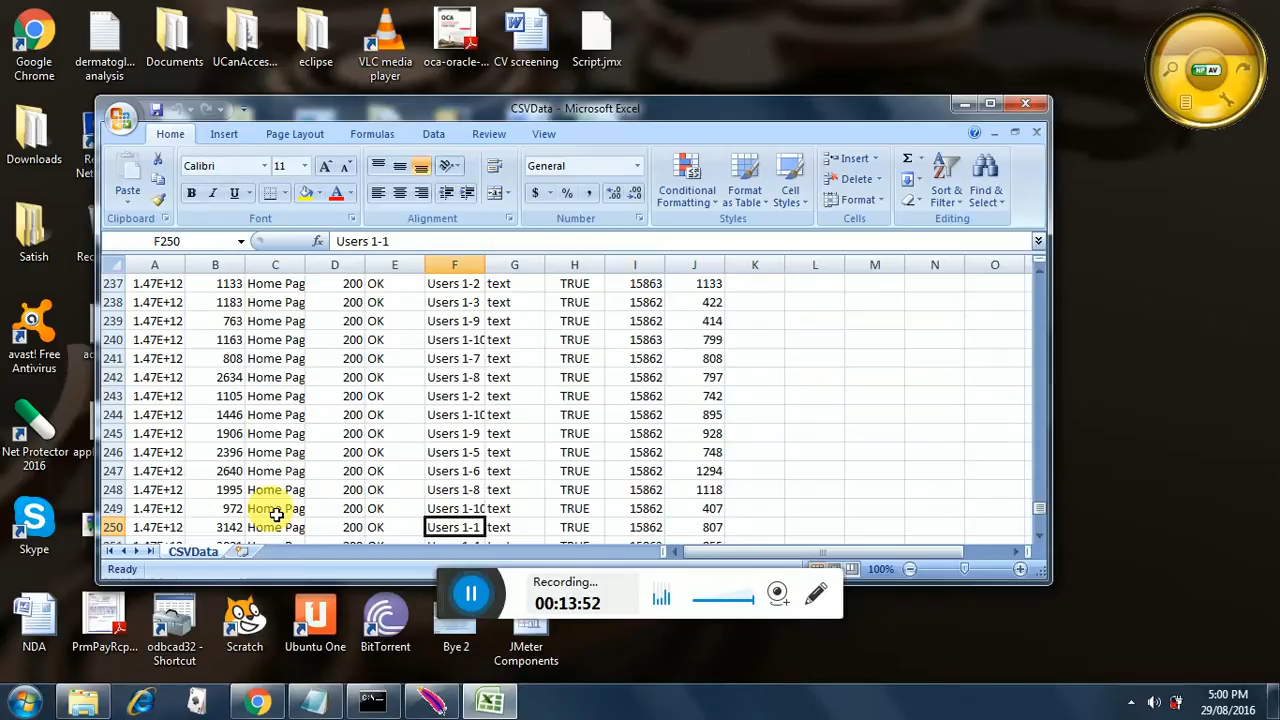 Google Chrome
dermatogl... analysis
Documents
UCanAcces...
eclipse
VLC media player
oca-oracle-...
CV screening
Script.jmx
NP AV
Downloads
Satish
avast! Free Antivirus
Net Protector 2016
Skype
CSVData - Microsoft Excel
Home Insert Page Layout Formulas Data Review View
Paste
Calibri 11
General
Conditional Formatting
Format as Table
Cell Styles
Insert
Delete
Format
Sort & Filter
Find & Select
Clipboard Font Alignment Number Styles Cells Editing
F250 fx Users 1-1
A B C D E F G H I J K L M N O
237 1.47E+12 1133 Home Pag 200 OK Users 1-2 text TRUE 15863 1133
238 1.47E+12 1183 Home Pag 200 OK Users 1-3 text TRUE 15862 422
239 1.47E+12 763 Home Pag 200 OK Users 1-9 text TRUE 15862 414
240 1.47E+12 1163 Home Pag 200 OK Users 1-10 text TRUE 15863 799
241 1.47E+12 808 Home Pag 200 OK Users 1-7 text TRUE 15862 808
242 1.47E+12 2634 Home Pag 200 OK Users 1-8 text TRUE 15862 797
243 1.47E+12 1105 Home Pag 200 OK Users 1-2 text TRUE 15862 742
244 1.47E+12 1446 Home Pag 200 OK Users 1-10 text TRUE 15862 895
245 1.47E+12 1906 Home Pag 200 OK Users 1-9 text TRUE 15862 928
246 1.47E+12 2396 Home Pag 200 OK Users 1-5 text TRUE 15862 748
247 1.47E+12 2640 Home Pag 200 OK Users 1-6 text TRUE 15862 1294
248 1.47E+12 1995 Home Pag 200 OK Users 1-8 text TRUE 15862 1118
249 1.47E+12 972 Home Pag 200 OK Users 1-10 text TRUE 15862 407
250 1.47E+12 3142 Home Pag 200 OK Users 1-1 text TRUE 15862 807
CSVData
Ready
100%
Recording...
00:13:52
NDA
PrmPayRcp...
odbcad32 - Shortcut
Scratch
Ubuntu One
BitTorrent
Bye 2
JMeter Components
5:00 PM
29/08/2016